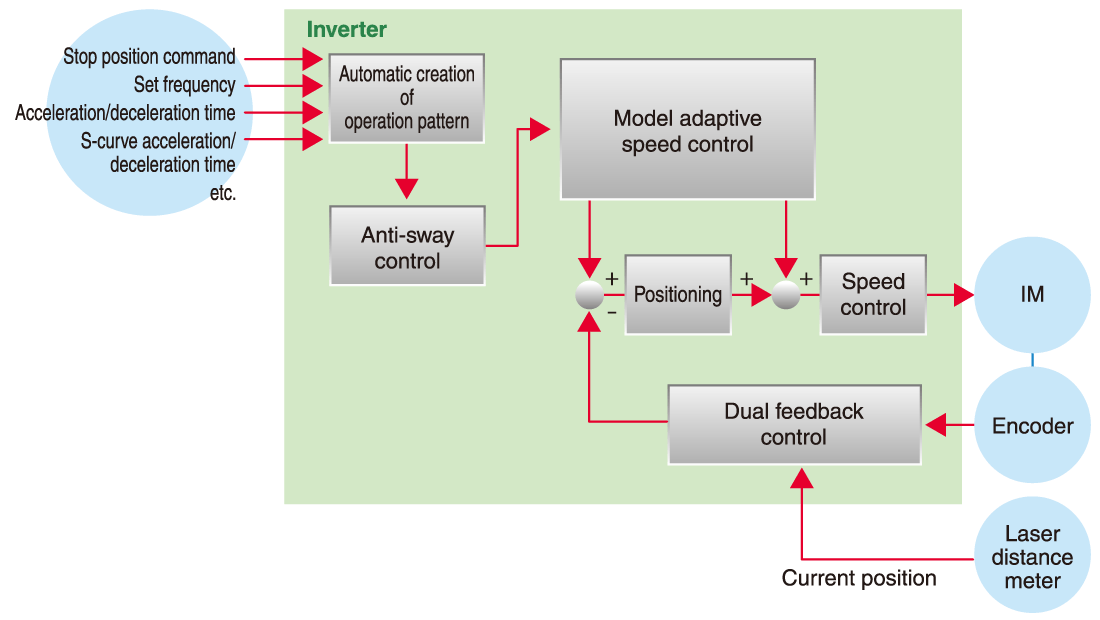 Inverter
Stop position command
Set frequency
Acceleration/deceleration time
S-curve acceleration/
deceleration time
etc.
Automatic creation
of
operation pattern
Anti-sway
control
Model adaptive
speed control
+
-
Positioning
+
+
Speed
control
IM
Dual feedback
control
Encoder
Laser
distance
meter
Current position